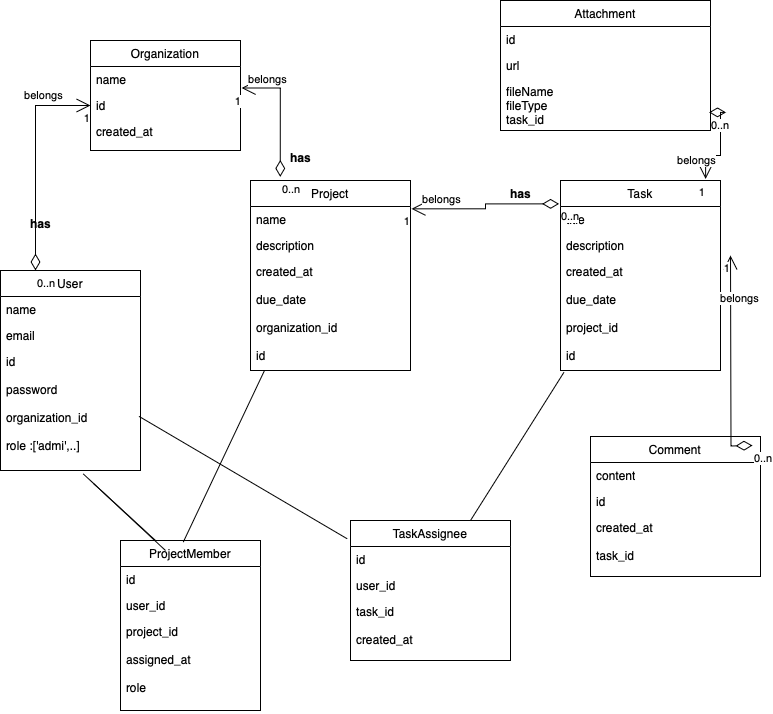 Attachment
id
url
fileName
fileType
task_id
0..n
belongs
Organization
name
id
created_at
belongs
1
has
belongs
1
has
0..n
Project
name
description
created_at
due_date
organization_id
id
belongs
1
has
0..n
Task
1
description
created_at
due_date
project_id
id
1
belongs
0..n
User
0..n
name
email
id
password
organization_id
role :['admi',..]
Comment
content
id
created_at
task_id
ProjectMember
id
user_id
project_id
assigned_at
role
TaskAssignee
id
user_id
task_id
created_at